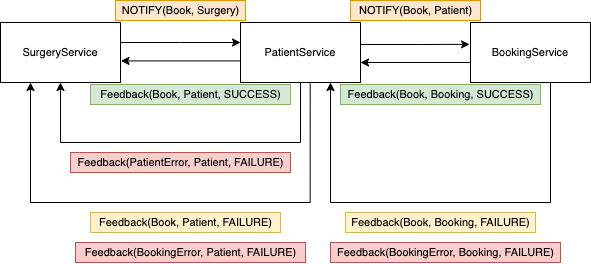 NOTIFY(Book, Surgery)
NOTIFY(Book, Patient)
SurgeryService
PatientService
BookingService
Feedback(Book, Patient, SUCCESS)
Feedback(Book, Booking, SUCCESS)
Feedback(PatientError, Patient, FAILURE)
Feedback(Book, Patient, FAILURE)
Feedback(Book, Booking, FAILURE)
Feedback(BookingError, Patient, FAILURE)
Feedback(BookingError, Booking, FAILURE)